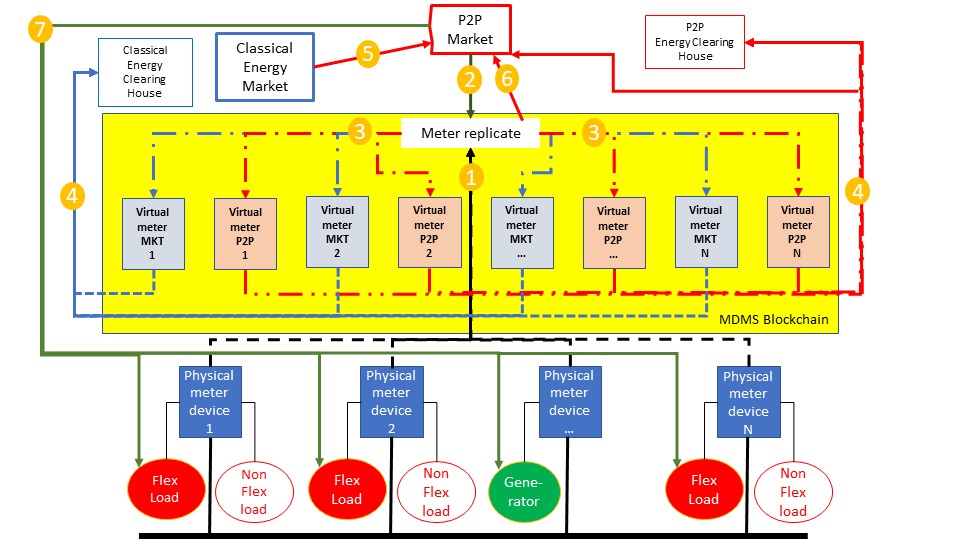 7
P2P
Market
P2P
Energy Clearing
House
Classical
Energy
Clearing
House
Classical
Energy
Market
5
2
6
3
Meter replicate
3
1
4
4
Virtual
meter
MKT
1
Virtual
meter
P2P
1
Virtual
meter
MKT
2
Virtual
meter
P2P
2
Virtual
meter
MKT
...
Virtual
meter
P2P
...
Virtual
meter
MKT
N
Virtual
meter
P2P
N
MDMS Blockchain
Physical
meter
device
1
Physical
meter
device
2
Physical
meter
device
...
Physical
meter
device
N
Flex
Load
Non
Flex
load
Flex
Load
Non
Flex
load
Gene-
rator
Flex
Load
Non
Flex
load